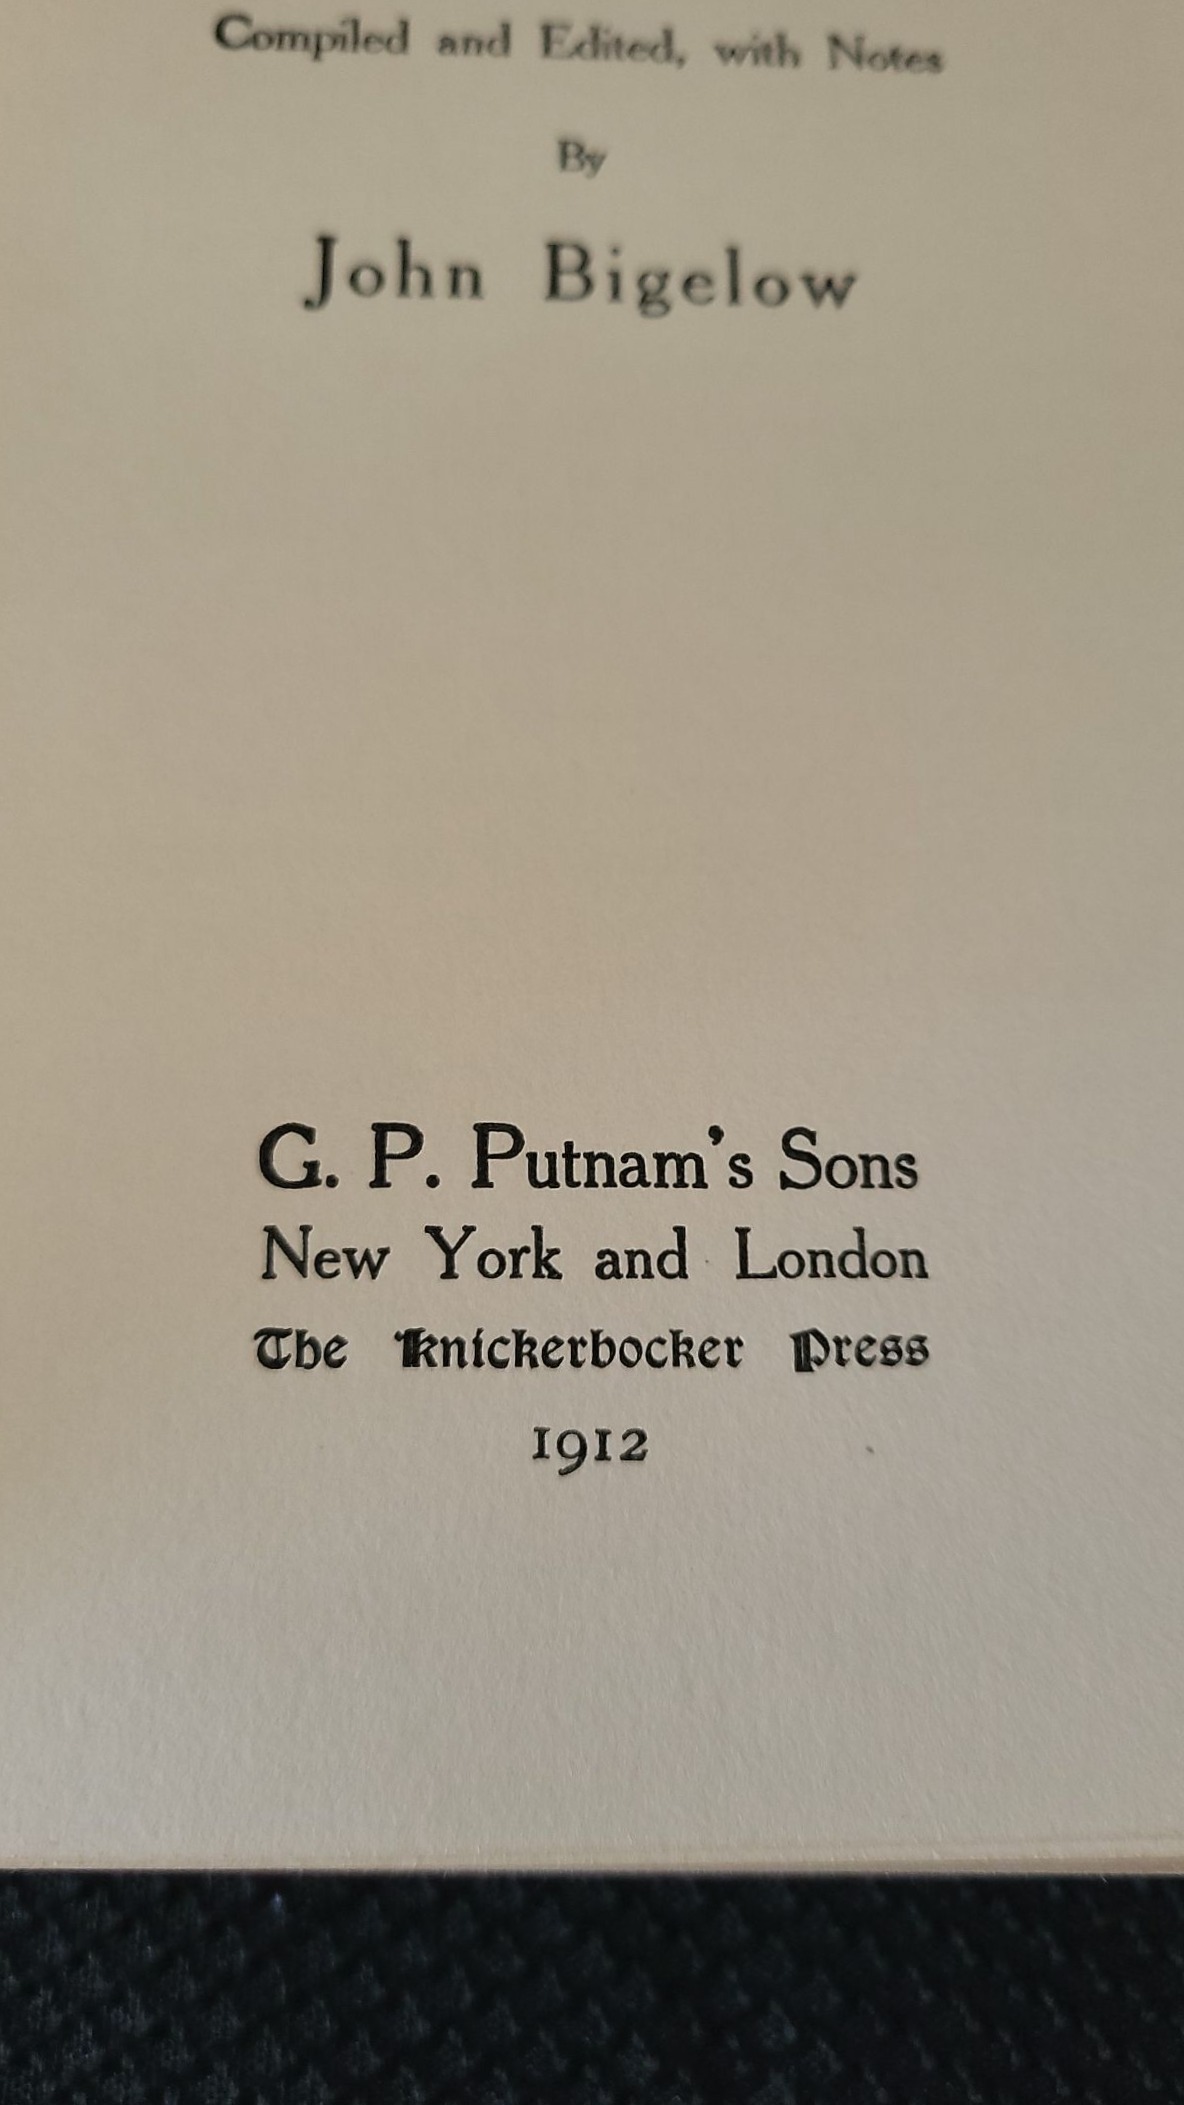 Compiled and Edited, with Notes
By
John Bigelow
G. P. Putnam's Sons
New York and London
The Knickerbocker Press
1912